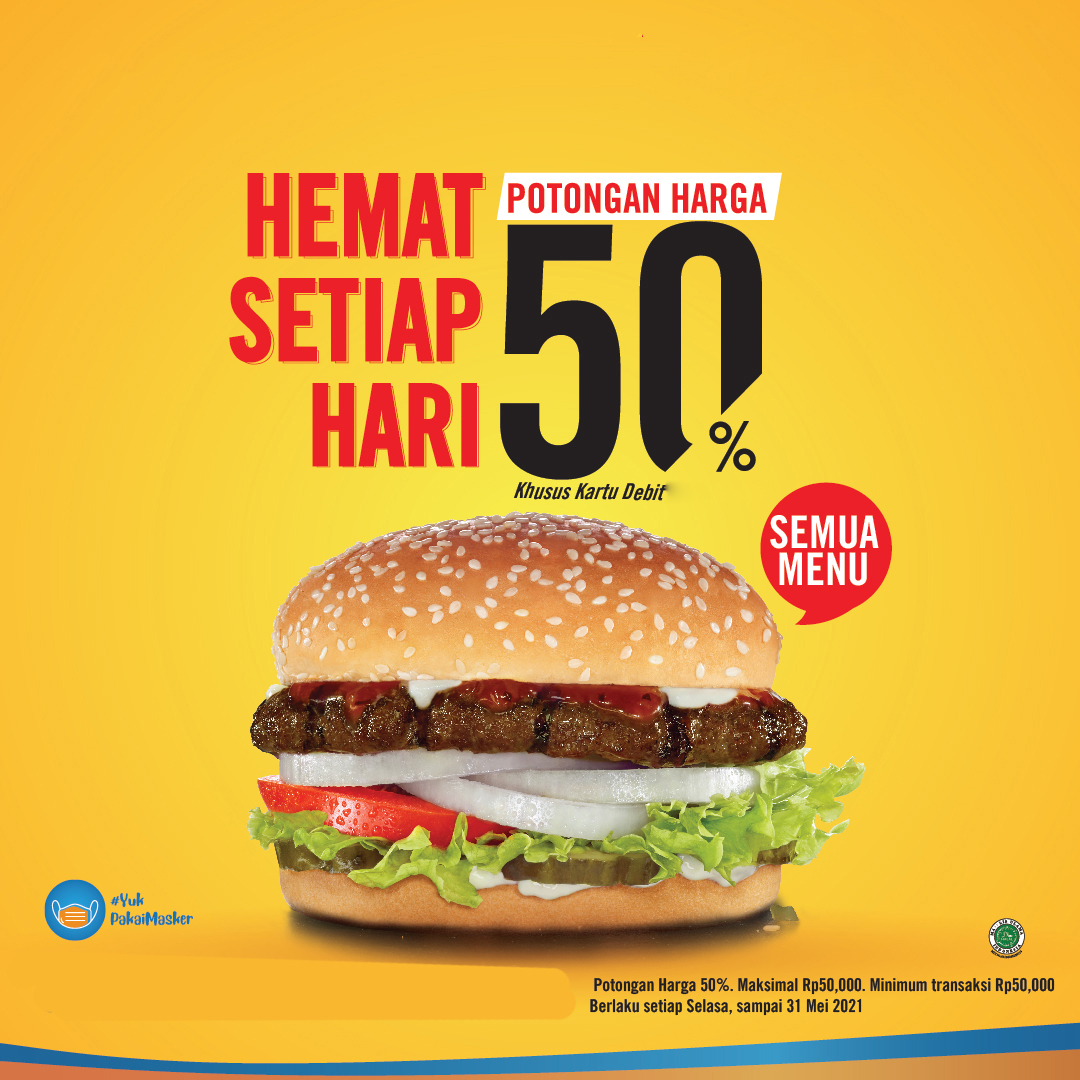 HEMAT
SETIAP
HARI
POTONGAN HARGA
50%
Khusus Kartu Debit
SEMUA
MENU
#Yuk
PakaiMasker
Potongan Harga 50%. Maksimal Rp50,000. Minimum transaksi Rp50,000
Berlaku setiap Selasa, sampai 31 Mei 2021